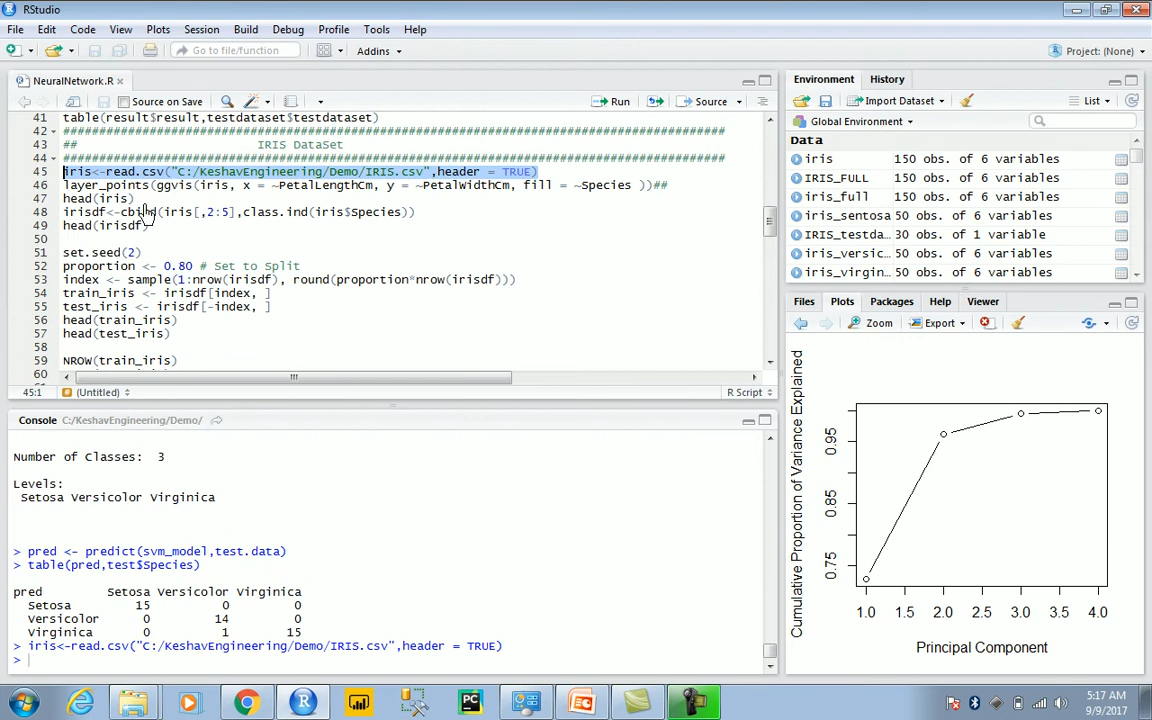 RStudio
File Edit Code View Plots Session Build Debug Profile Tools Help
Go to file/function
Addins
Project: (None)
NeuralNetwork.R
Source on Save
Run
Source
41 table(result$result,testdataset$testdataset)
42 ##########################################################################
43 ## IRIS DataSet
44 ##########################################################################
45 iris<-read.csv("C:/KeshavEngineering/Demo/IRIS.csv",header = TRUE)
46 layer_points(ggvis(iris, x = ~PetalLengthCm, y = ~PetalWidthCm, fill = ~Species ))##
47 head(iris)
48 irisdf<-cbind(iris[,2:5],class.ind(iris$Species))
49 head(irisdf)
50
51 set.seed(2)
52 proportion <- 0.80 # Set to Split
53 index <- sample(1:nrow(irisdf), round(proportion*nrow(irisdf)))
54 train_iris <- irisdf[index, ]
55 test_iris <- irisdf[-index, ]
56 head(train_iris)
57 head(test_iris)
58
59 NROW(train_iris)
60
45:1 (Untitled) R Script
Console C:/KeshavEngineering/Demo/
Number of Classes: 3
Levels:
Setosa Versicolor Virginica
> pred <- predict(svm_model,test.data)
> table(pred,test$Species)
pred Setosa Versicolor Virginica
Setosa 15 0 0
Versicolor 0 14 0
Virginica 0 1 15
> iris<-read.csv("C:/KeshavEngineering/Demo/IRIS.csv",header = TRUE)
>
Environment History
Import Dataset List
Global Environment
Data
iris 150 obs. of 6 variables
IRIS_FULL 150 obs. of 6 variables
iris_full 150 obs. of 6 variables
iris_sentosa 50 obs. of 6 variables
IRIS_testda… 30 obs. of 1 variable
iris_versic… 50 obs. of 6 variables
iris_virgin… 50 obs. of 6 variables
Files Plots Packages Help Viewer
Zoom Export
Cumulative Proportion of Variance Explained
0.95
0.85
0.75
1.0 1.5 2.0 2.5 3.0 3.5 4.0
Principal Component
5:17 AM
9/9/2017